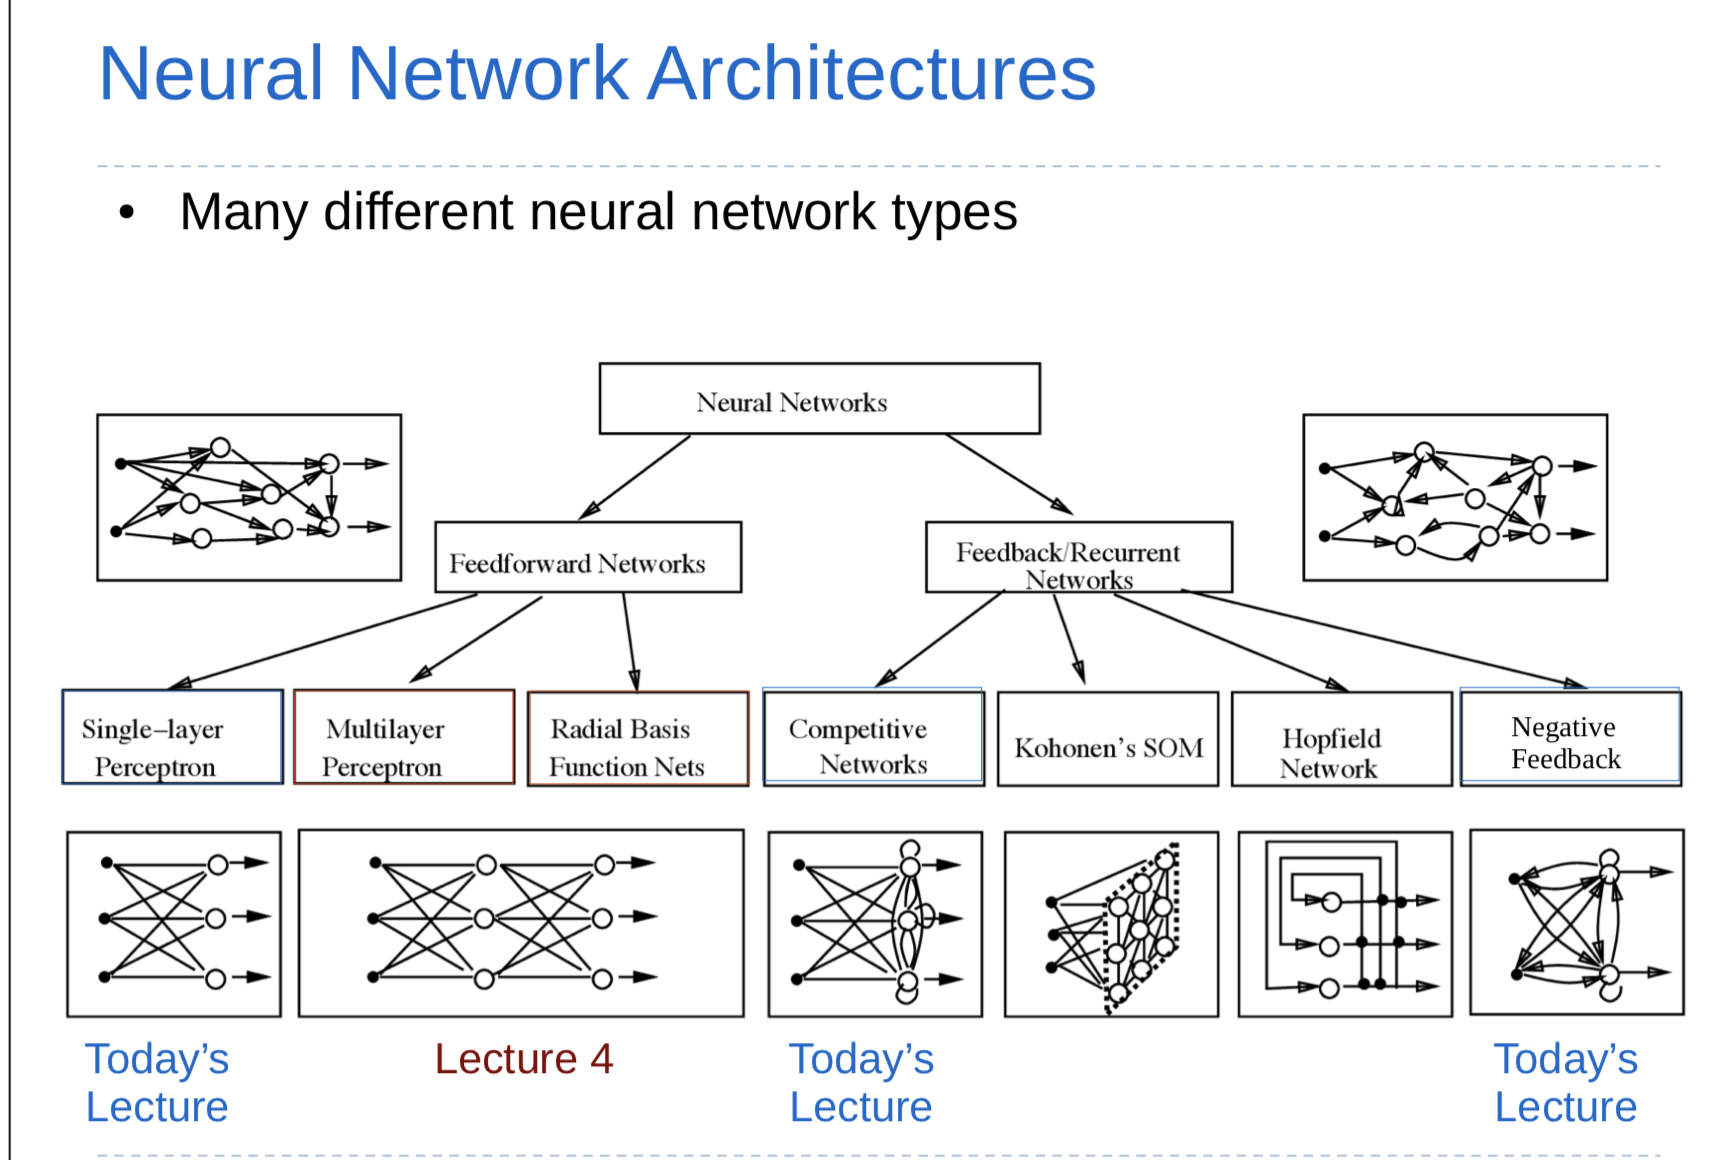 Neural Network Architectures
• Many different neural network types
Neural Networks
Feedforward Networks
Feedback/Recurrent
Networks
Single–layer
Perceptron
Multilayer
Perceptron
Radial Basis
Function Nets
Competitive
Networks
Kohonen's SOM
Hopfield
Network
Negative
Feedback
Today's
Lecture
Lecture 4
Today's
Lecture
Today's
Lecture